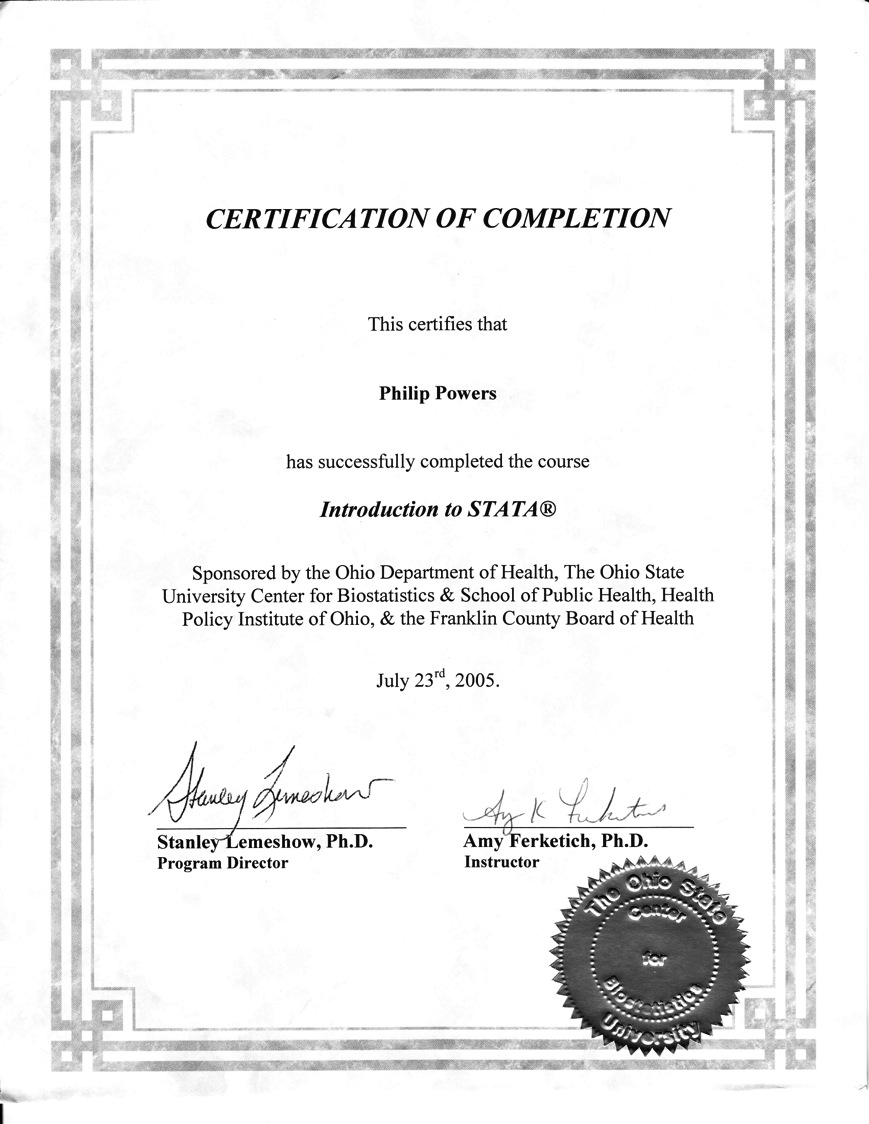 CERTIFICATION OF COMPLETION
This certifies that
Philip Powers
has successfully completed the course
Introduction to STATA®
Sponsored by the Ohio Department of Health, The Ohio State
University Center for Biostatistics & School of Public Health, Health
Policy Institute of Ohio, & the Franklin County Board of Health
July 23rd, 2005.
Stanley Lemeshow
Amy K Ferketich
Stanley Lemeshow, Ph.D.
Program Director
Amy Ferketich, Ph.D.
Instructor
The Ohio State
Center
for
Biostatistics
University